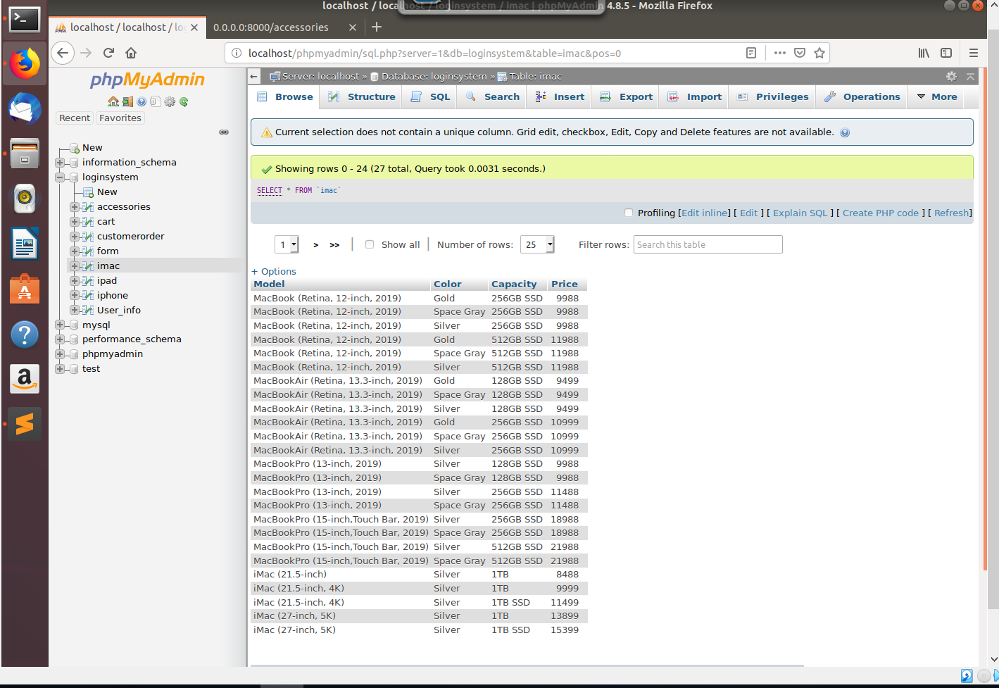 localhost / localhost / loginsystem / imac | phpMyAdmin 4.8.5 - Mozilla Firefox
localhost / localhost / lo
0.0.0.0:8000/accessories
localhost/phpmyadmin/sql.php?server=1&db=loginsystem&table=imac&pos=0
phpMyAdmin
Recent
Favorites
New
information_schema
loginsystem
New
accessories
cart
customerorder
form
imac
ipad
iphone
User_info
mysql
performance_schema
phpmyadmin
test
Server: localhost » Database: loginsystem » Table: imac
Browse Structure SQL Search Insert Export Import Privileges Operations More
Current selection does not contain a unique column. Grid edit, checkbox, Edit, Copy and Delete features are not available.
Showing rows 0 - 24 (27 total, Query took 0.0031 seconds.)
SELECT * FROM `imac`
Profiling [Edit inline] [ Edit ] [ Explain SQL ] [ Create PHP code ] [ Refresh]
1 > >> | Show all | Number of rows: 25 Filter rows: Search this table
+ Options
Model Color Capacity Price
MacBook (Retina, 12-inch, 2019) Gold 256GB SSD 9988
MacBook (Retina, 12-inch, 2019) Space Gray 256GB SSD 9988
MacBook (Retina, 12-inch, 2019) Silver 256GB SSD 9988
MacBook (Retina, 12-inch, 2019) Gold 512GB SSD 11988
MacBook (Retina, 12-inch, 2019) Space Gray 512GB SSD 11988
MacBook (Retina, 12-inch, 2019) Silver 512GB SSD 11988
MacBookAir (Retina, 13.3-inch, 2019) Gold 128GB SSD 9499
MacBookAir (Retina, 13.3-inch, 2019) Space Gray 128GB SSD 9499
MacBookAir (Retina, 13.3-inch, 2019) Silver 128GB SSD 9499
MacBookAir (Retina, 13.3-inch, 2019) Gold 256GB SSD 10999
MacBookAir (Retina, 13.3-inch, 2019) Space Gray 256GB SSD 10999
MacBookAir (Retina, 13.3-inch, 2019) Silver 256GB SSD 10999
MacBookPro (13-inch, 2019) Silver 128GB SSD 9988
MacBookPro (13-inch, 2019) Space Gray 128GB SSD 9988
MacBookPro (13-inch, 2019) Silver 256GB SSD 11488
MacBookPro (13-inch, 2019) Space Gray 256GB SSD 11488
MacBookPro (15-inch,Touch Bar, 2019) Silver 256GB SSD 18988
MacBookPro (15-inch,Touch Bar, 2019) Space Gray 256GB SSD 18988
MacBookPro (15-inch,Touch Bar, 2019) Silver 512GB SSD 21988
MacBookPro (15-inch,Touch Bar, 2019) Space Gray 512GB SSD 21988
iMac (21.5-inch) Silver 1TB 8488
iMac (21.5-inch, 4K) Silver 1TB 9999
iMac (21.5-inch, 4K) Silver 1TB SSD 11499
iMac (27-inch, 5K) Silver 1TB 13899
iMac (27-inch, 5K) Silver 1TB SSD 15399